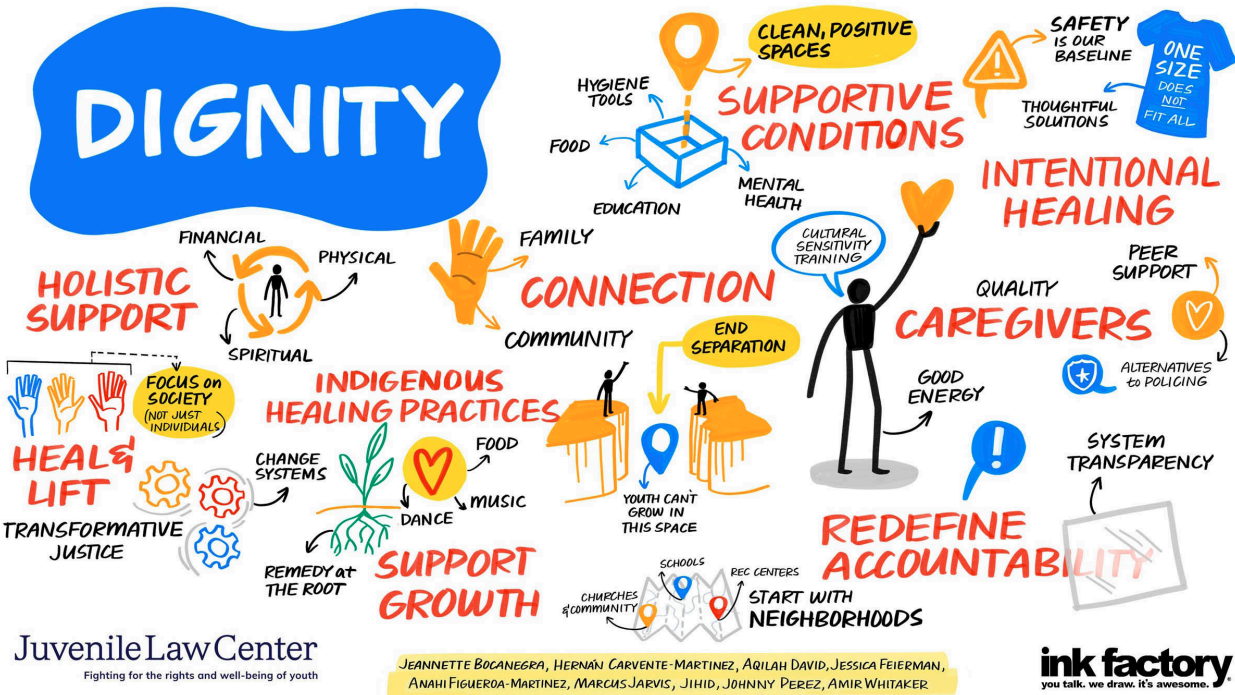 DIGNITY
CLEAN, POSITIVE
SPACES
HYGIENE
TOOLS
FOOD
EDUCATION
MENTAL
HEALTH
SUPPORTIVE
CONDITIONS
SAFETY
IS OUR
BASELINE
THOUGHTFUL
SOLUTIONS
ONE
SIZE
DOES
NOT
FIT ALL
INTENTIONAL
HEALING
FINANCIAL
PHYSICAL
SPIRITUAL
HOLISTIC
SUPPORT
FAMILY
CONNECTION
COMMUNITY
CULTURAL
SENSITIVITY
TRAINING
QUALITY
CAREGIVERS
PEER
SUPPORT
ALTERNATIVES
to POLICING
GOOD
ENERGY
END
SEPARATION
YOUTH CAN'T
GROW IN
THIS SPACE
FOCUS on
SOCIETY
(NOT JUST
INDIVIDUALS)
HEAL &
LIFT
CHANGE
SYSTEMS
TRANSFORMATIVE
JUSTICE
INDIGENOUS
HEALING PRACTICES
FOOD
MUSIC
DANCE
REMEDY at
THE ROOT
SUPPORT
GROWTH
SYSTEM
TRANSPARENCY
REDEFINE
ACCOUNTABILITY
SCHOOLS
REC CENTERS
CHURCHES
& COMMUNITY
START WITH
NEIGHBORHOODS
Juvenile Law Center
Fighting for the rights and well-being of youth
JEANNETTE BOCANEGRA, HERNÁN CARVENTE-MARTINEZ, AQILAH DAVID, JESSICA FEIERMAN,
ANAHI FIGUEROA-MARTINEZ, MARCUS JARVIS, JIHID, JOHNNY PEREZ, AMIR WHITAKER
ink factory
you talk. we draw. it's awesome.